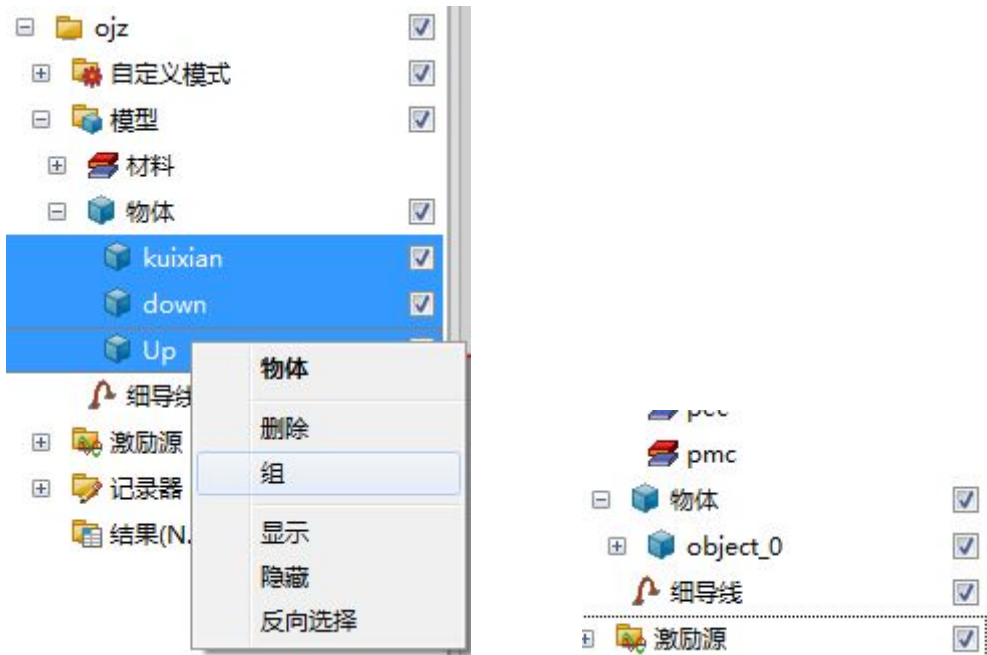 ojz
自定义模式
模型
材料
物体
kuixian
down
Up
细导线
激励源
记录器
结果(N.
物体
删除
组
显示
隐藏
反向选择
pec
pmc
物体
object_0
细导线
激励源